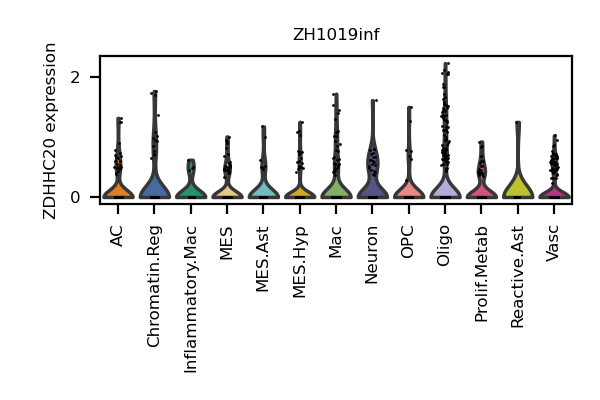 ZH1019inf
ZDHHC20 expression
2
0
AC
Chromatin.Reg
Inflammatory.Mac
MES
MES.Ast
MES.Hyp
Mac
Neuron
OPC
Oligo
Prolif.Metab
Reactive.Ast
Vasc